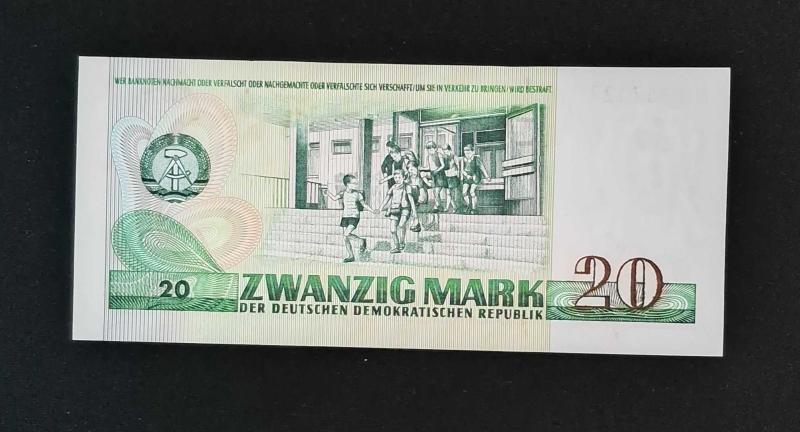 WER BANKNOTEN NACHMACHT ODER VERFÄLSCHT ODER NACHGEMACHTE ODER VERFÄLSCHTE SICH VERSCHAFFT/UM SIE IN VERKEHR ZU BRINGEN/WIRD BESTRAFT.
20 ZWANZIG MARK 20
DER DEUTSCHEN DEMOKRATISCHEN REPUBLIK